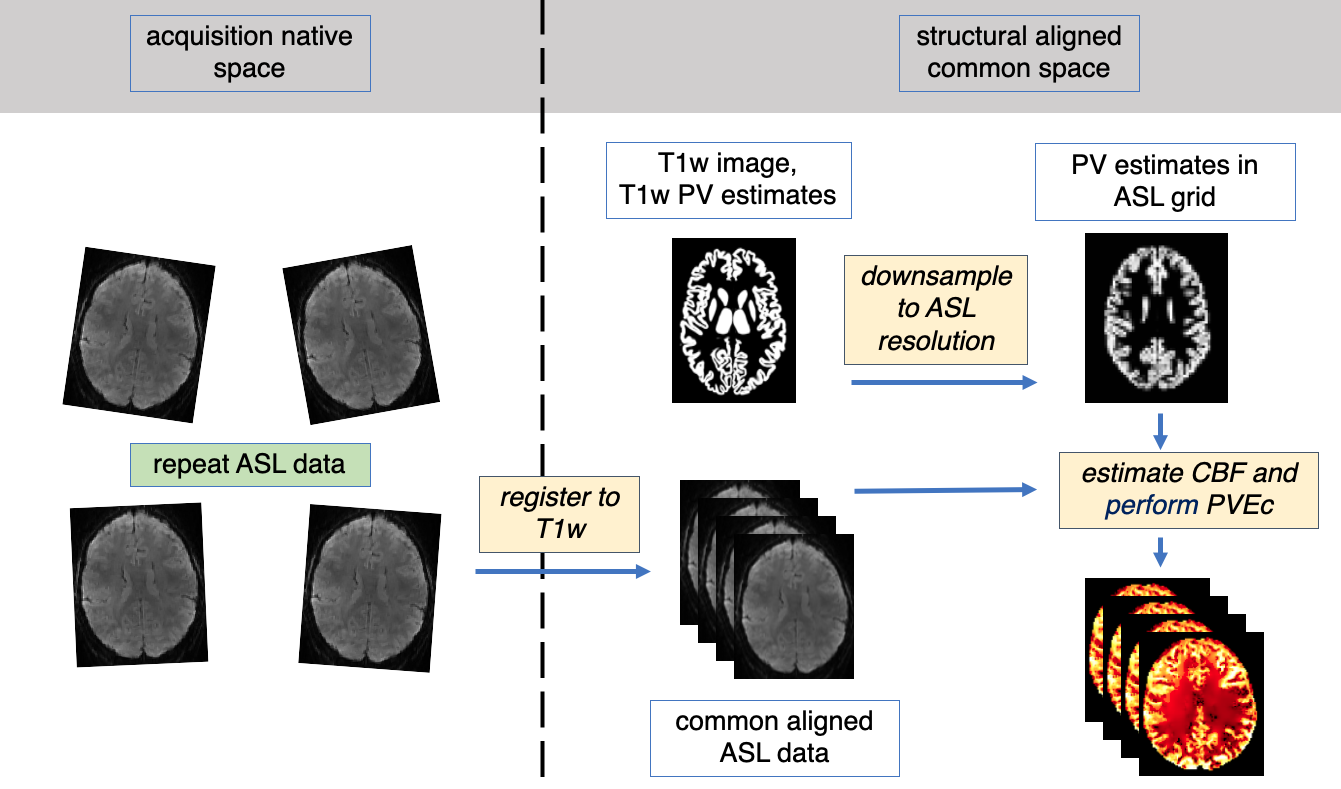 acquisition native
space
structural aligned
common space
T1w image,
T1w PV estimates
PV estimates in
ASL grid
downsample
to ASL
resolution
repeat ASL data
register to
T1w
estimate CBF and
perform PVEc
common aligned
ASL data